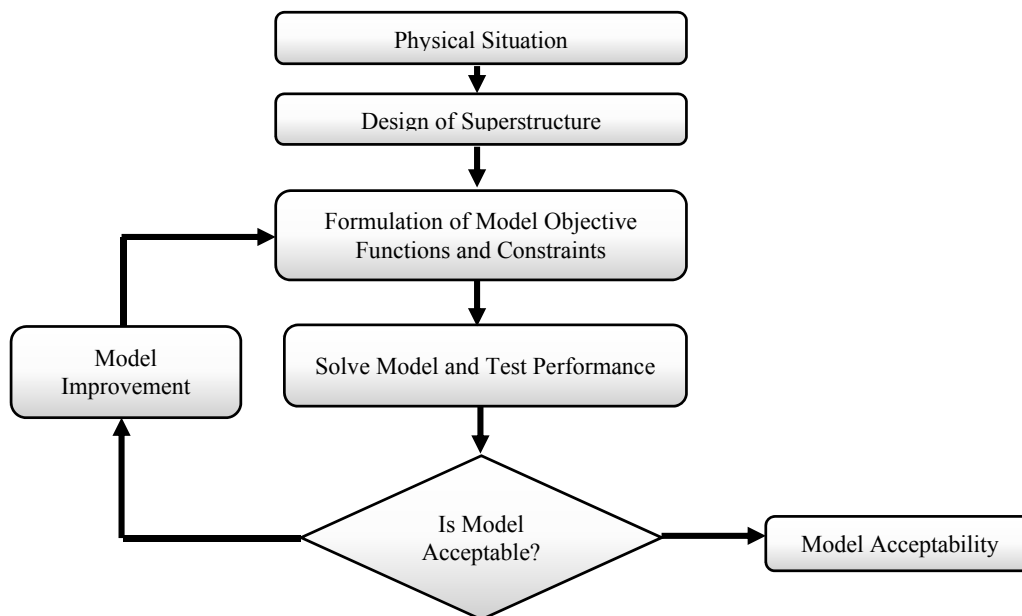 Physical Situation
Design of Superstructure
Formulation of Model Objective
Functions and Constraints
Model
Improvement
Solve Model and Test Performance
Is Model
Acceptable?
Model Acceptability